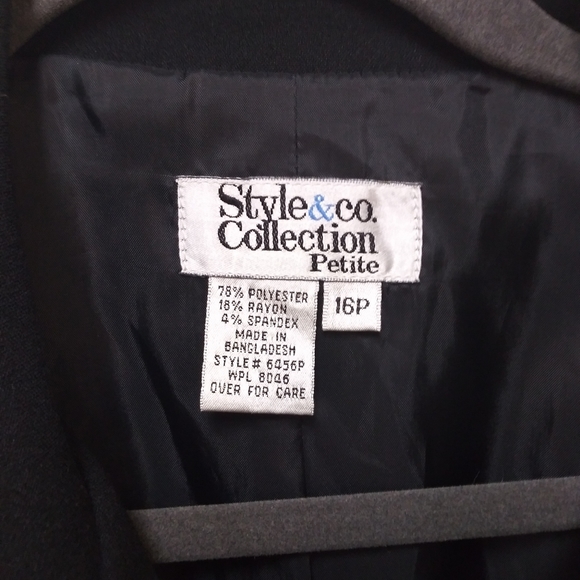 Style&co.
Collection
Petite
16P
78% POLYESTER
18% RAYON
4% SPANDEX
MADE IN
BANGLADESH
STYLE# 6456P
WPL 8046
OVER FOR CARE